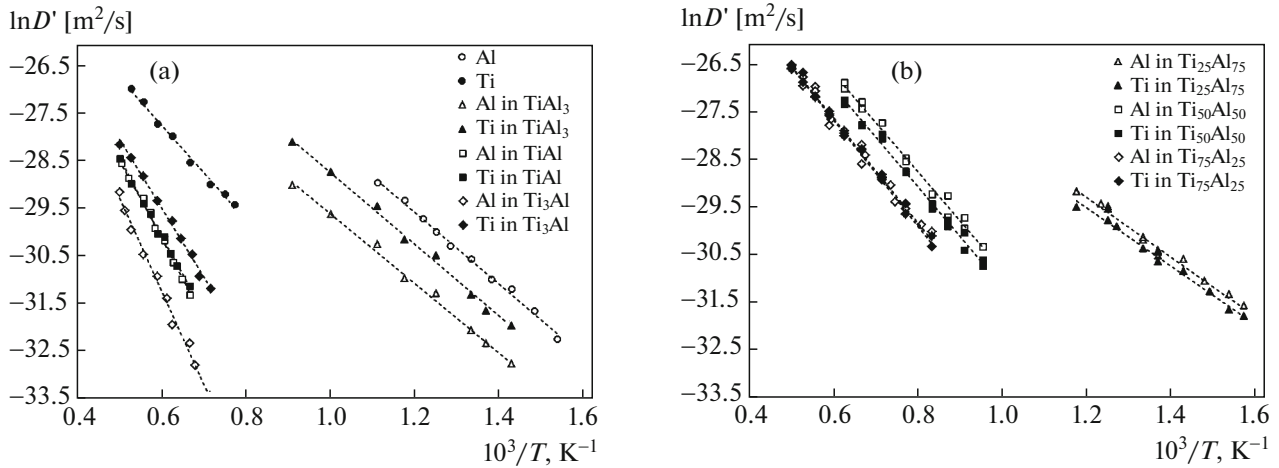 lnD' [m²/s]
−26.5
−27.5
−28.5
−29.5
−30.5
−31.5
−32.5
−33.5
0.4 0.6 0.8 1.0 1.2 1.4 1.6
10³/T, K⁻¹
(a)
Al
Ti
Al in TiAl₃
Ti in TiAl₃
Al in TiAl
Ti in TiAl
Al in Ti₃Al
Ti in Ti₃Al
lnD' [m²/s]
−26.5
−27.5
−28.5
−29.5
−30.5
−31.5
−32.5
−33.5
0.4 0.6 0.8 1.0 1.2 1.4 1.6
10³/T, K⁻¹
(b)
Al in Ti₂₅Al₇₅
Ti in Ti₂₅Al₇₅
Al in Ti₅₀Al₅₀
Ti in Ti₅₀Al₅₀
Al in Ti₇₅Al₂₅
Ti in Ti₇₅Al₂₅